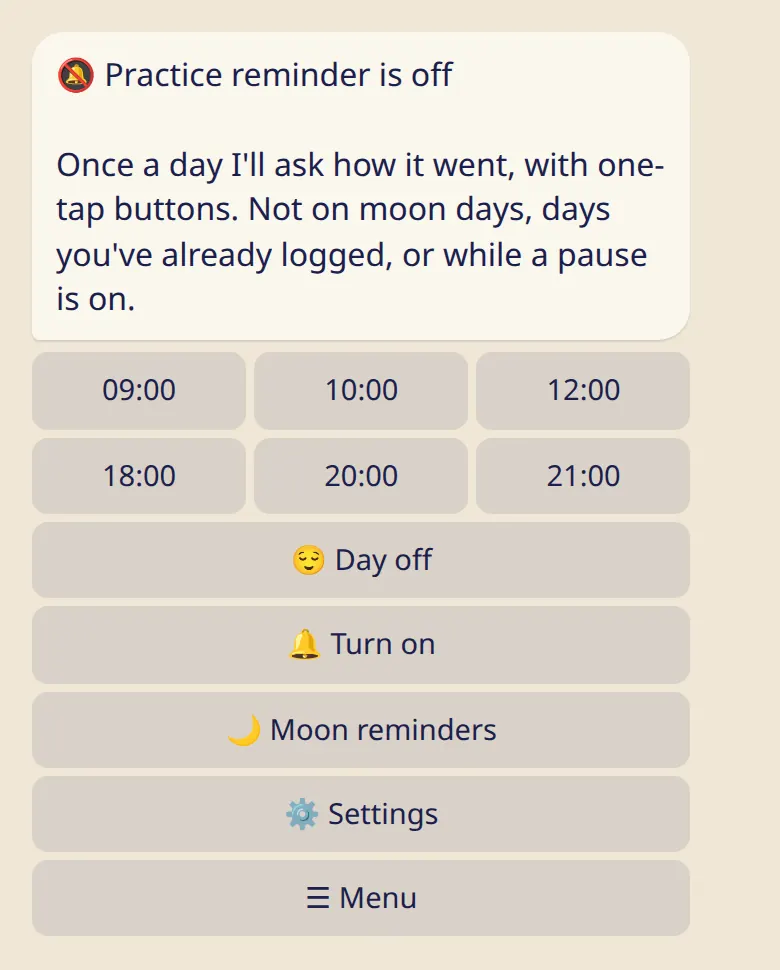 🔕 Practice reminder is off
Once a day I'll ask how it went, with one-
tap buttons. Not on moon days, days
you've already logged, or while a pause
is on.
09:00 10:00 12:00
18:00 20:00 21:00
😌 Day off
🔔 Turn on
🌙 Moon reminders
⚙️ Settings
☰ Menu